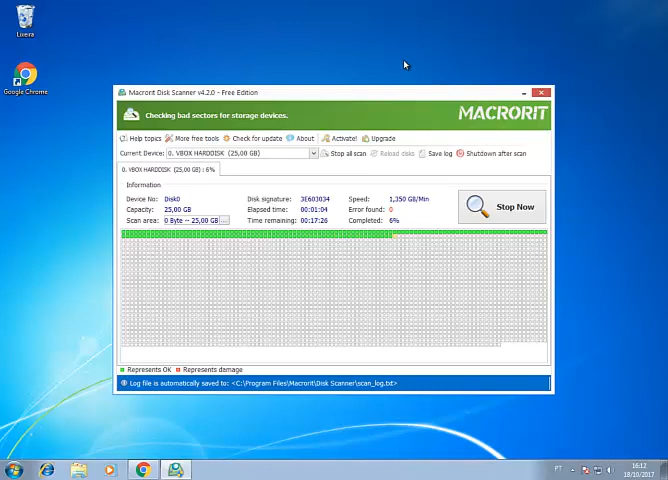 Lixeira
Google Chrome
Macrorit Disk Scanner v4.2.0 - Free Edition
Checking bad sectors for storage devices.
MACRORIT
Help topics More free tools Check for update About Activate! Upgrade
Current Device: 0. VBOX HARDDISK (25,00 GB) Stop all scan Reload disks Save log Shutdown after scan
0. VBOX HARDDISK (25,00 GB) : 6%
Information
Device No: Disk0 Disk signature: 3E603034 Speed: 1,350 GB/Min
Capacity: 25,00 GB Elapsed time: 00:01:04 Error found: 0
Scan area: 0 Byte ~ 25,00 GB ... Time remaining: 00:17:26 Completed: 6%
Stop Now
Represents OK Represents damage
Log file is automatically saved to: <C:\Program Files\Macrorit\Disk Scanner\scan_log.txt>
PT 16:12
18/10/2017